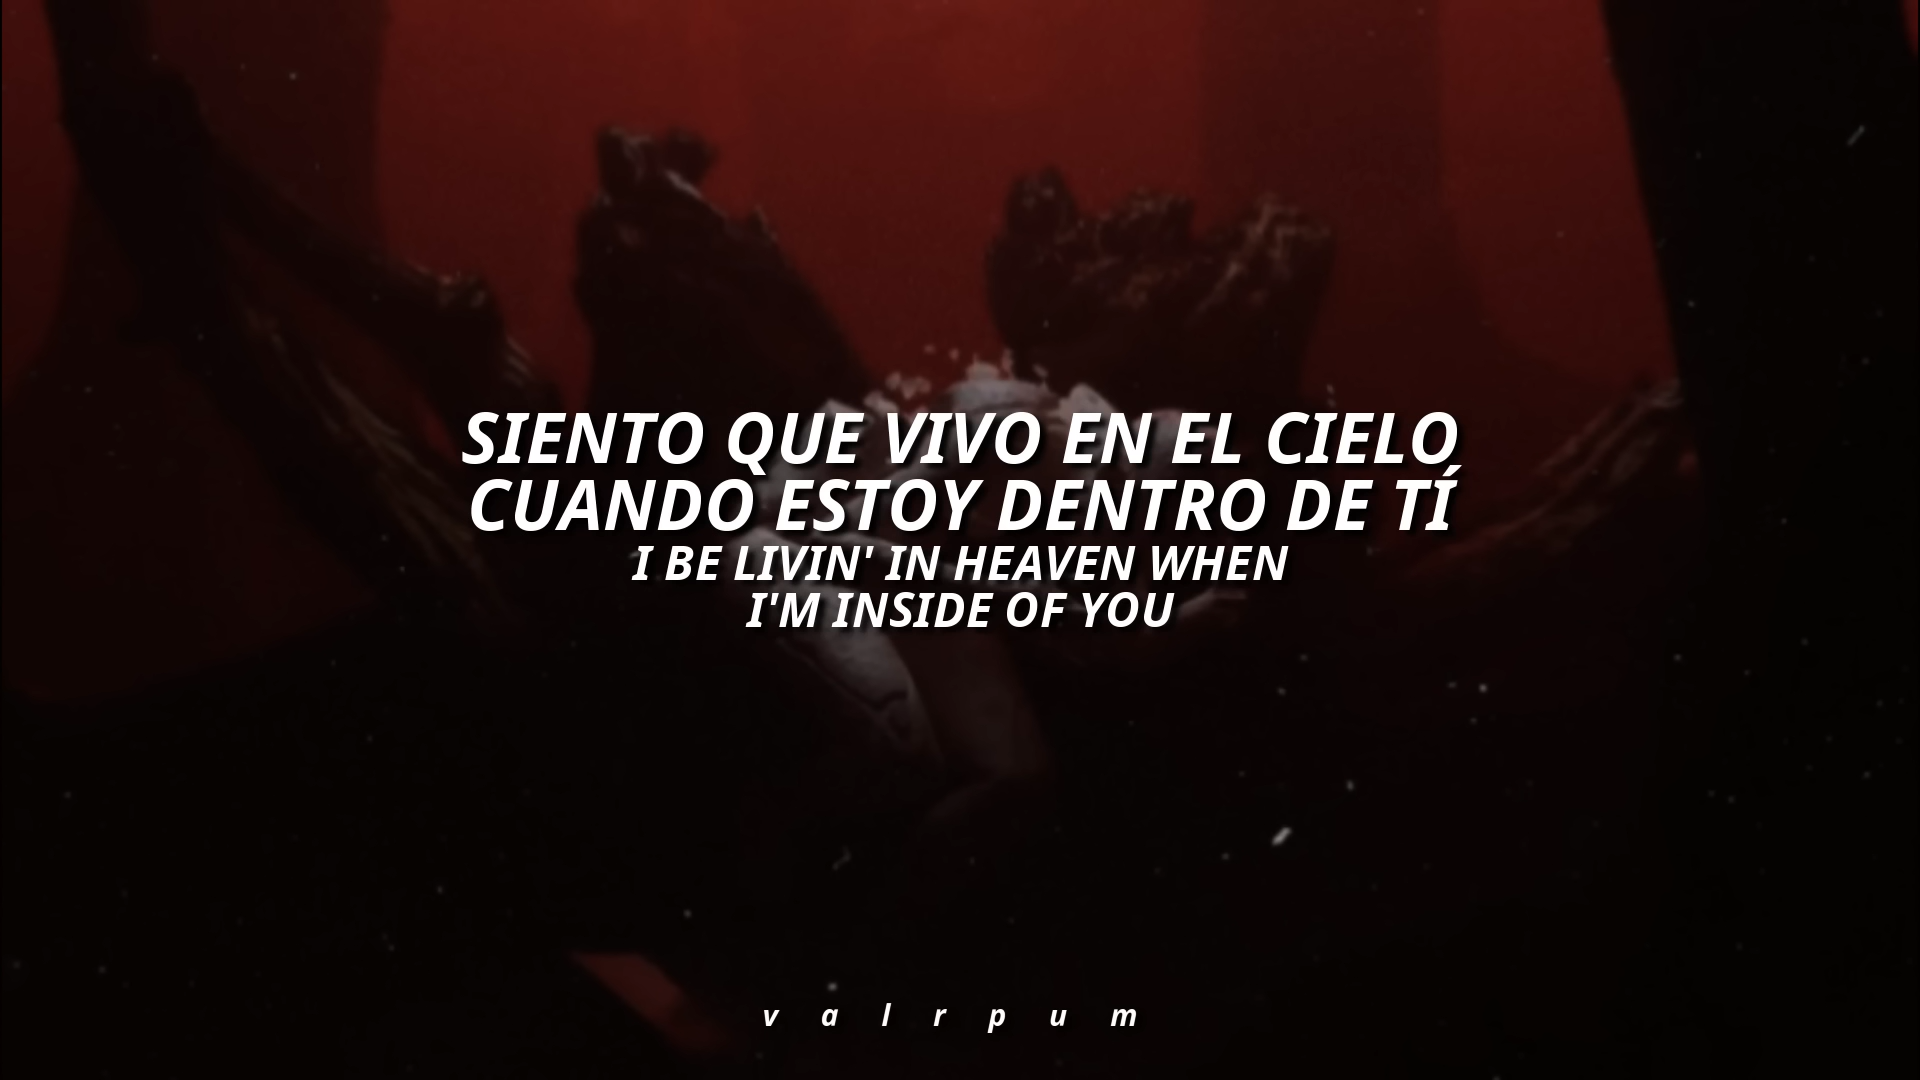 SIENTO QUE VIVO EN EL CIELO
CUANDO ESTOY DENTRO DE TÍ
I BE LIVIN' IN HEAVEN WHEN
I'M INSIDE OF YOU
v a l r p u m